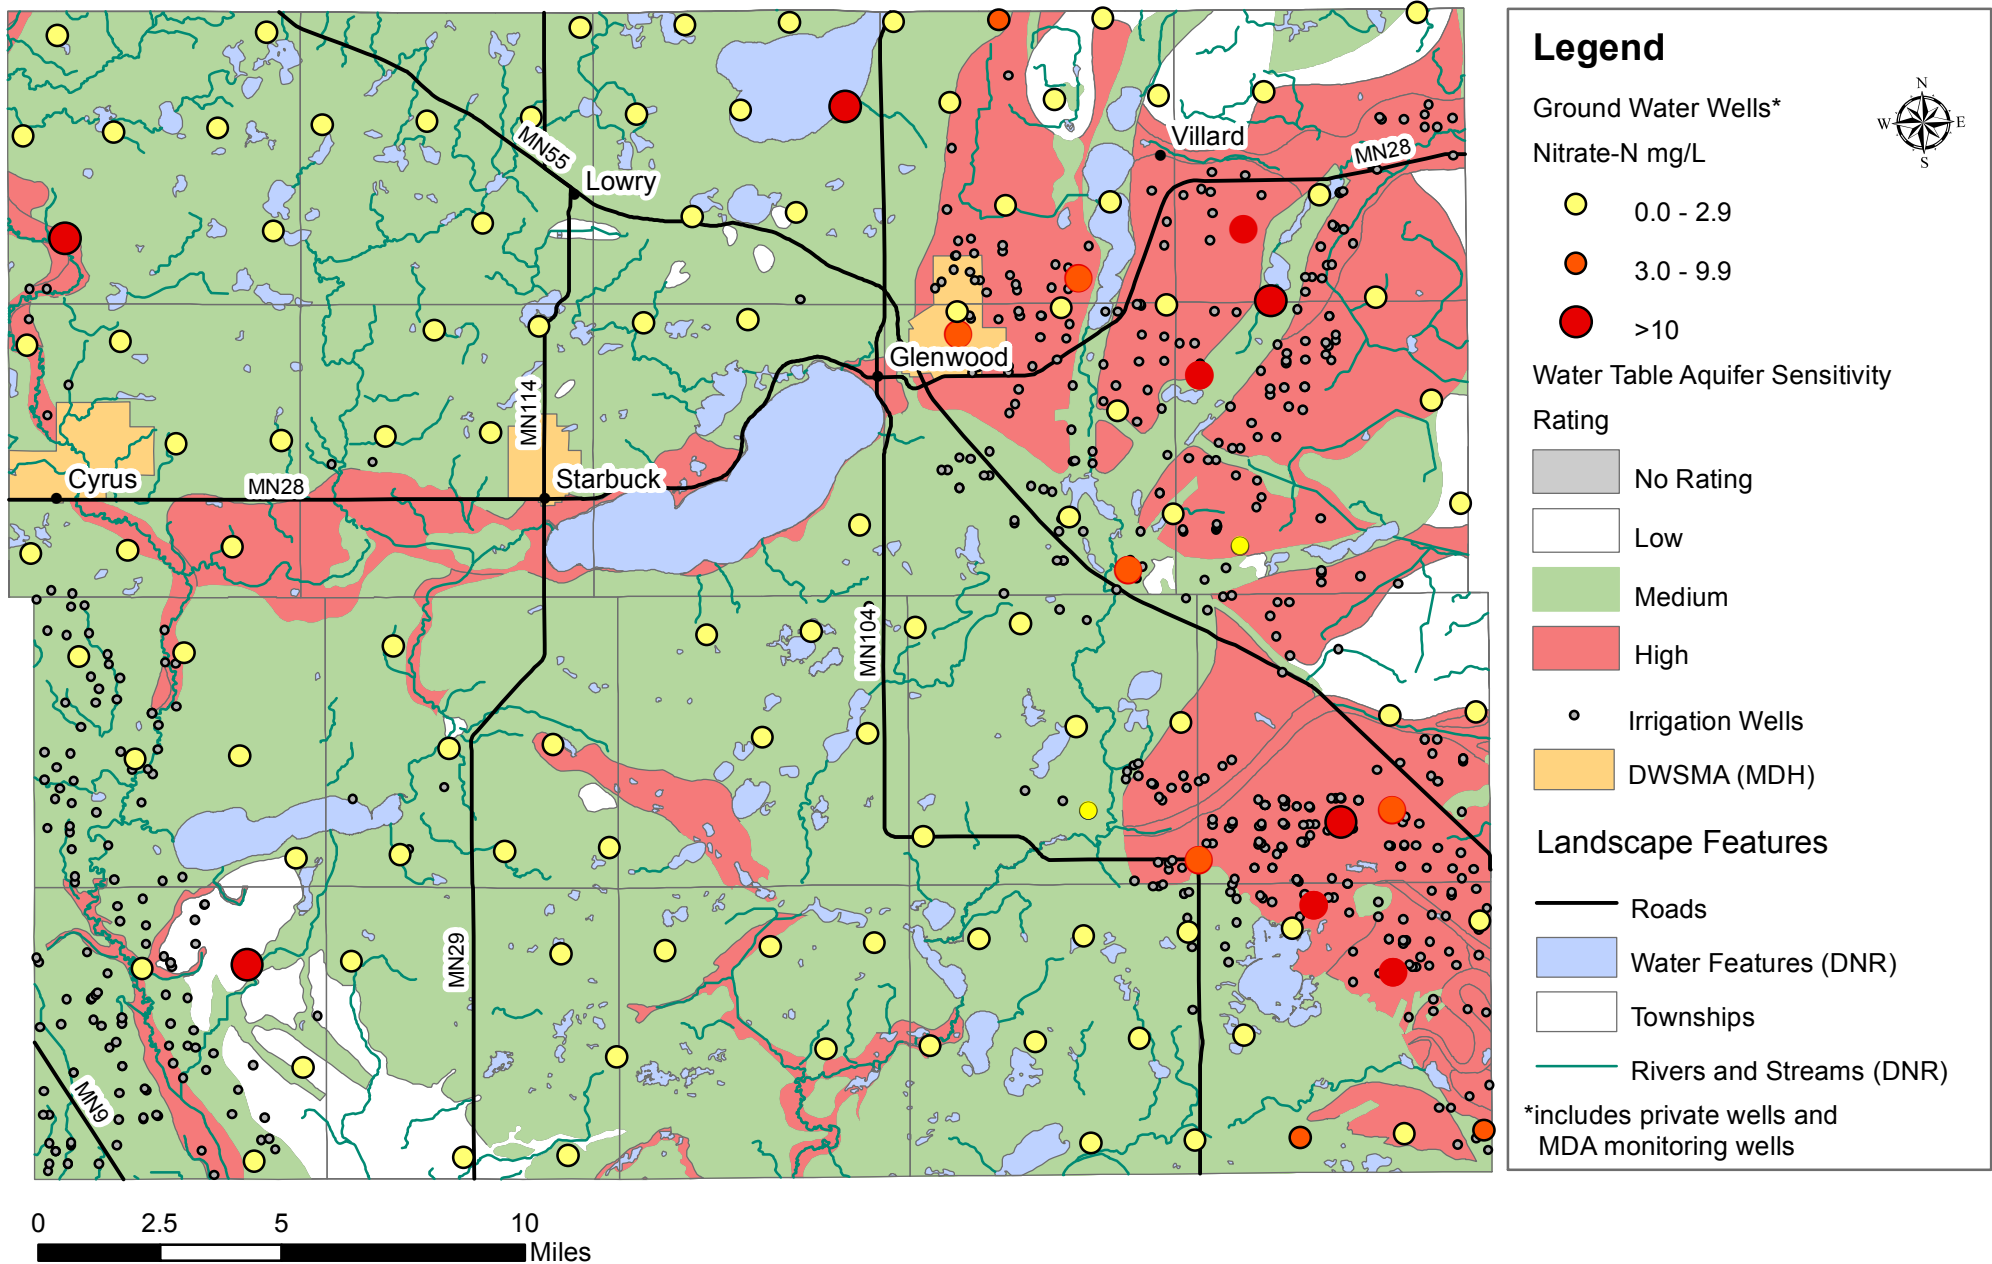 MN55
Lowry
Villard
MN28
Glenwood
MN114
Cyrus
MN28
Starbuck
MN104
MN29
MN9
0 2.5 5 10
Miles
Legend
N
W E
S
Ground Water Wells*
Nitrate-N mg/L
0.0 - 2.9
3.0 - 9.9
>10
Water Table Aquifer Sensitivity
Rating
No Rating
Low
Medium
High
Irrigation Wells
DWSMA (MDH)
Landscape Features
Roads
Water Features (DNR)
Townships
Rivers and Streams (DNR)
*includes private wells and
MDA monitoring wells